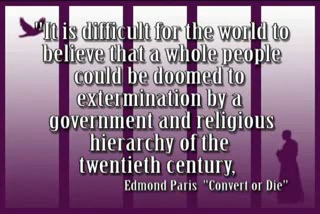 "It is difficult for the world to
believe that a whole people
could be doomed to
extermination by a
government and religious
hierarchy of the
twentieth century,
Edmond Paris "Convert or Die"